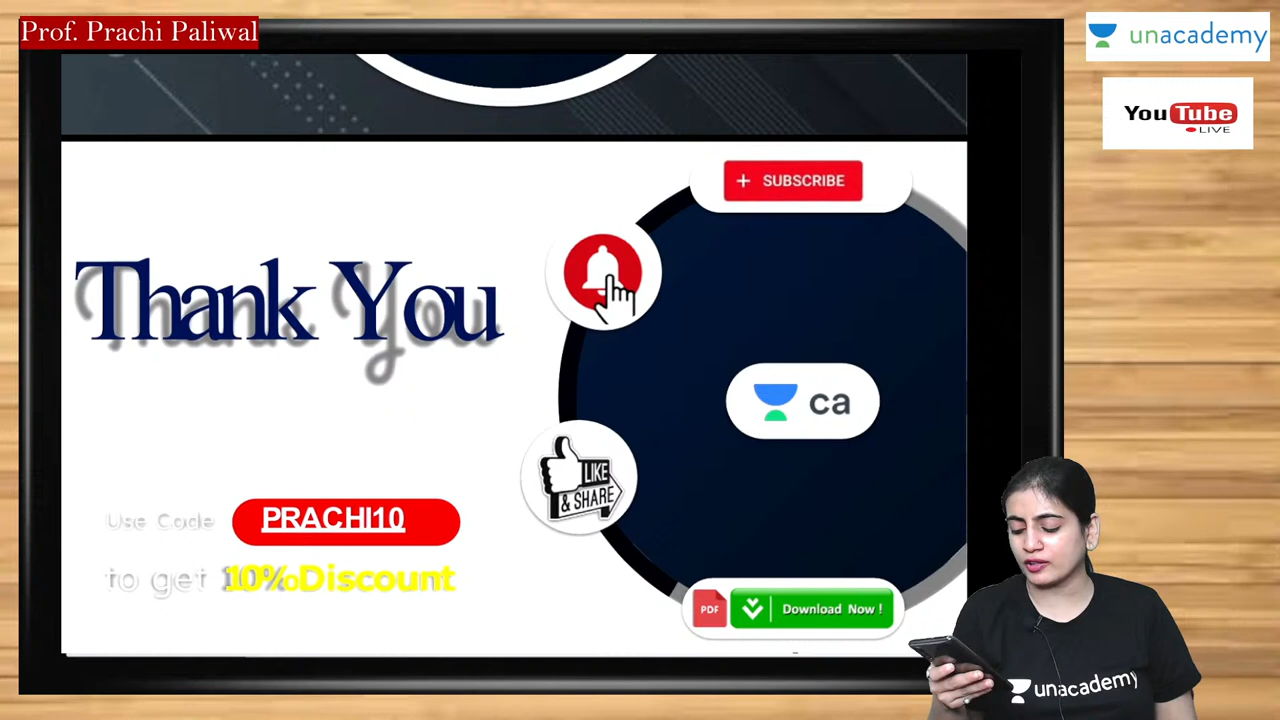 Prof. Prachi Paliwal
unacademy
YouTube
LIVE
+ SUBSCRIBE
Thank You
ca
LIKE
& SHARE
Use Code PRACHI10
to get 10%Discount
PDF
Download Now !
unacademy